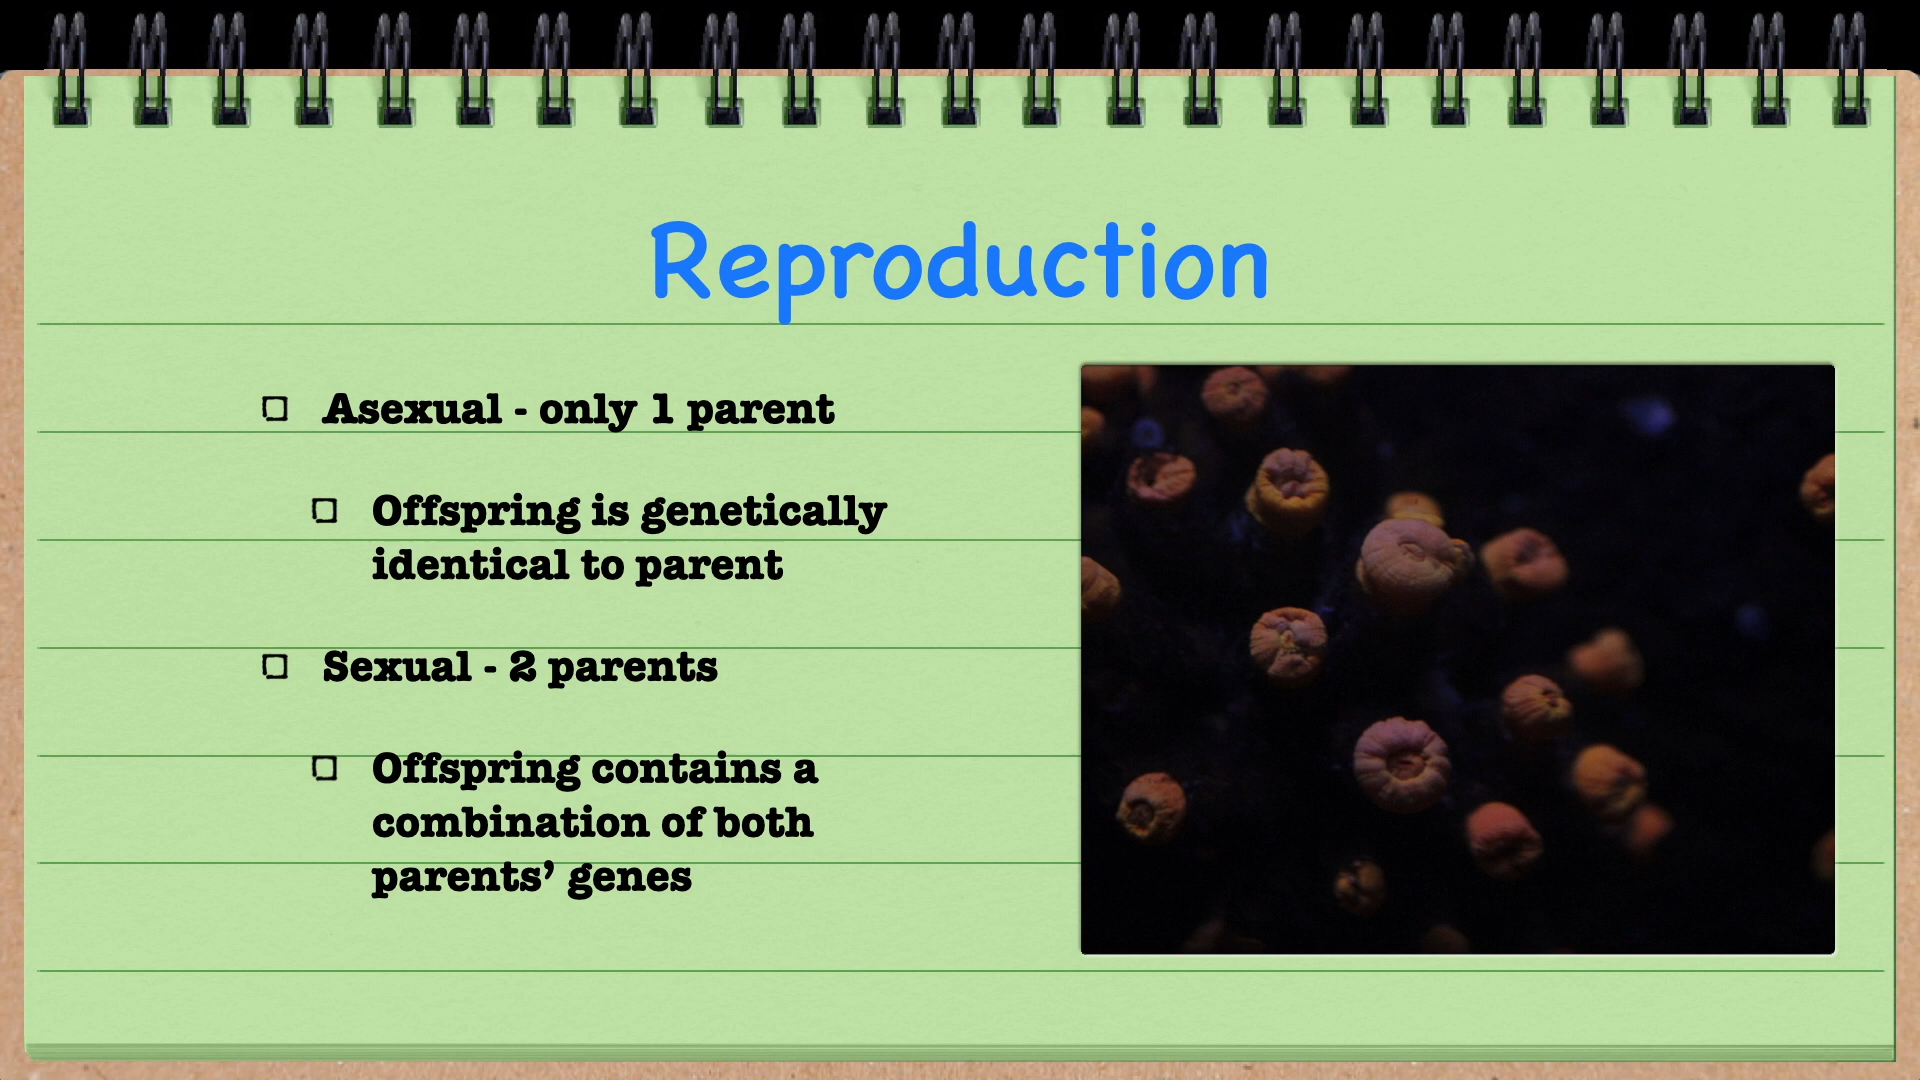 Reproduction
Asexual - only 1 parent
Offspring is genetically
identical to parent
Sexual - 2 parents
Offspring contains a
combination of both
parents’ genes